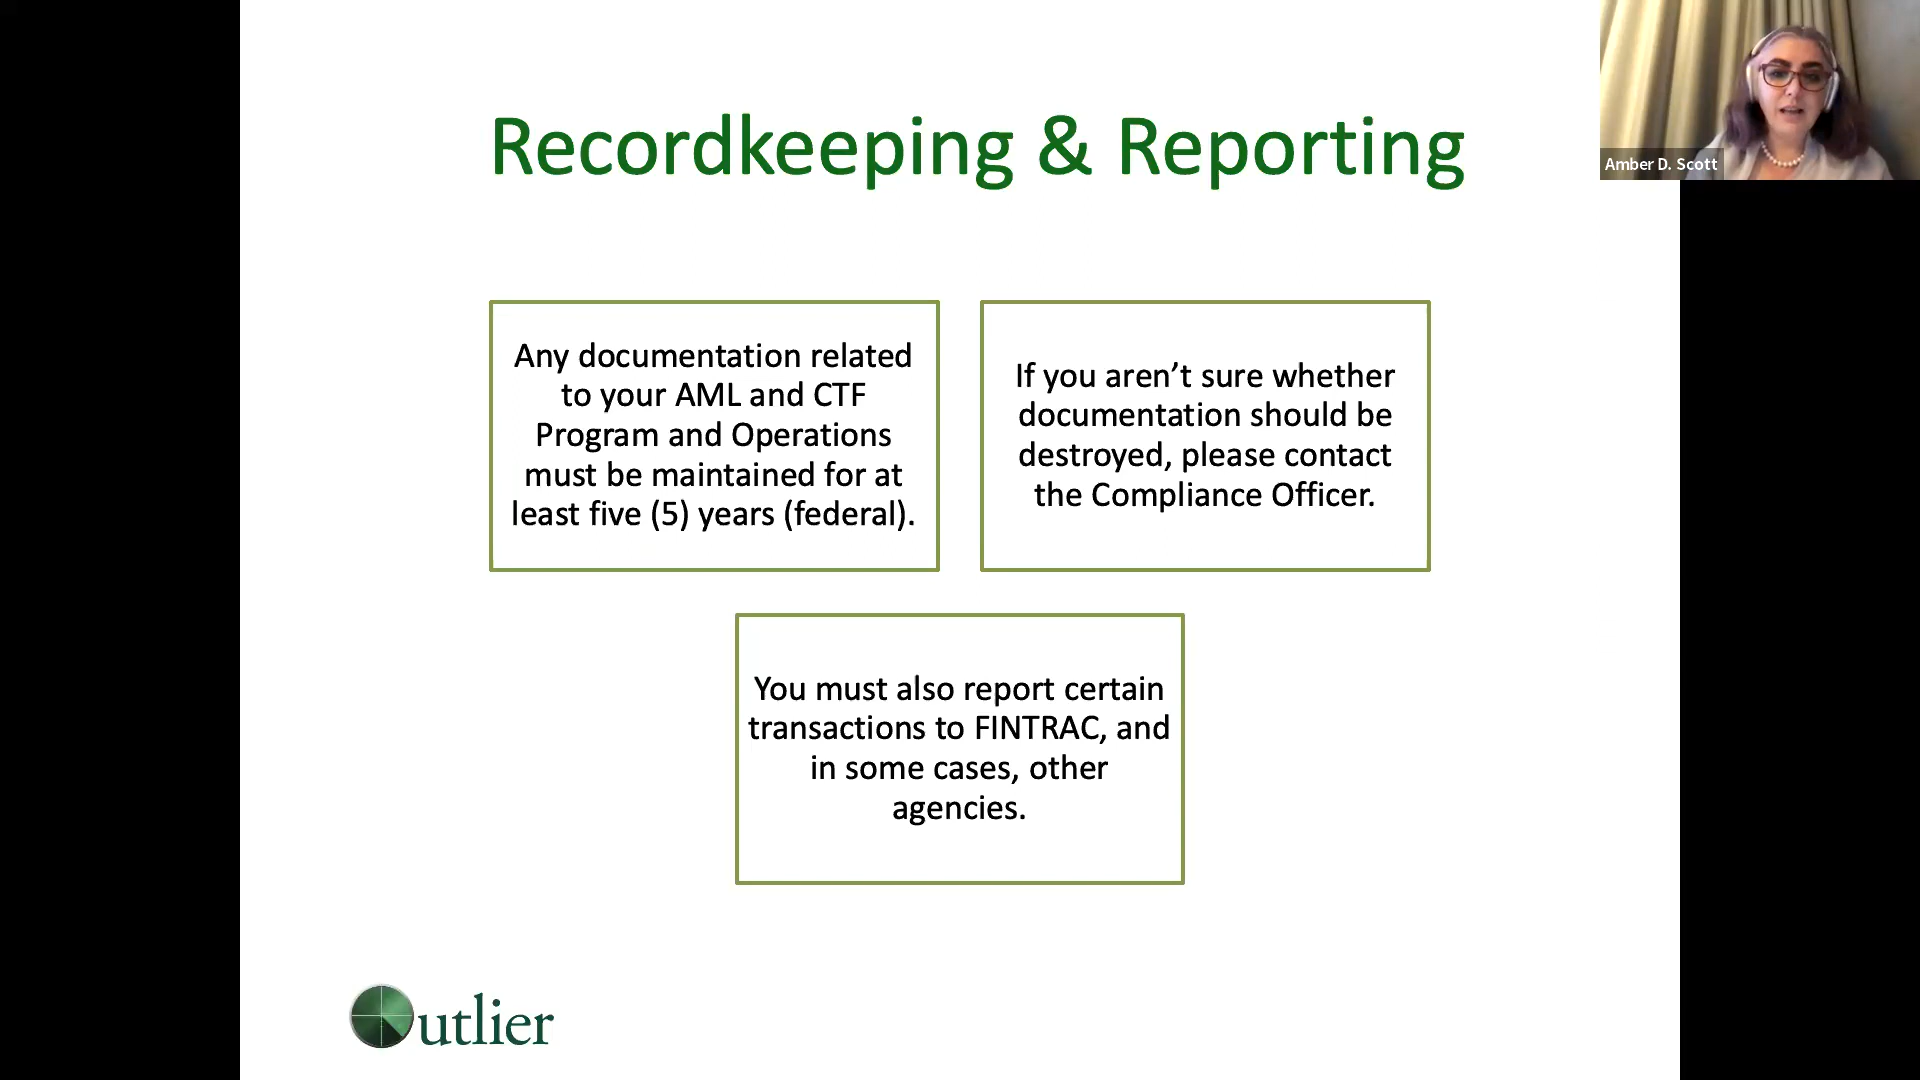 Recordkeeping & Reporting
Amber D. Scott
Any documentation related
to your AML and CTF
Program and Operations
must be maintained for at
least five (5) years (federal).
If you aren’t sure whether
documentation should be
destroyed, please contact
the Compliance Officer.
You must also report certain
transactions to FINTRAC, and
in some cases, other
agencies.
Outlier